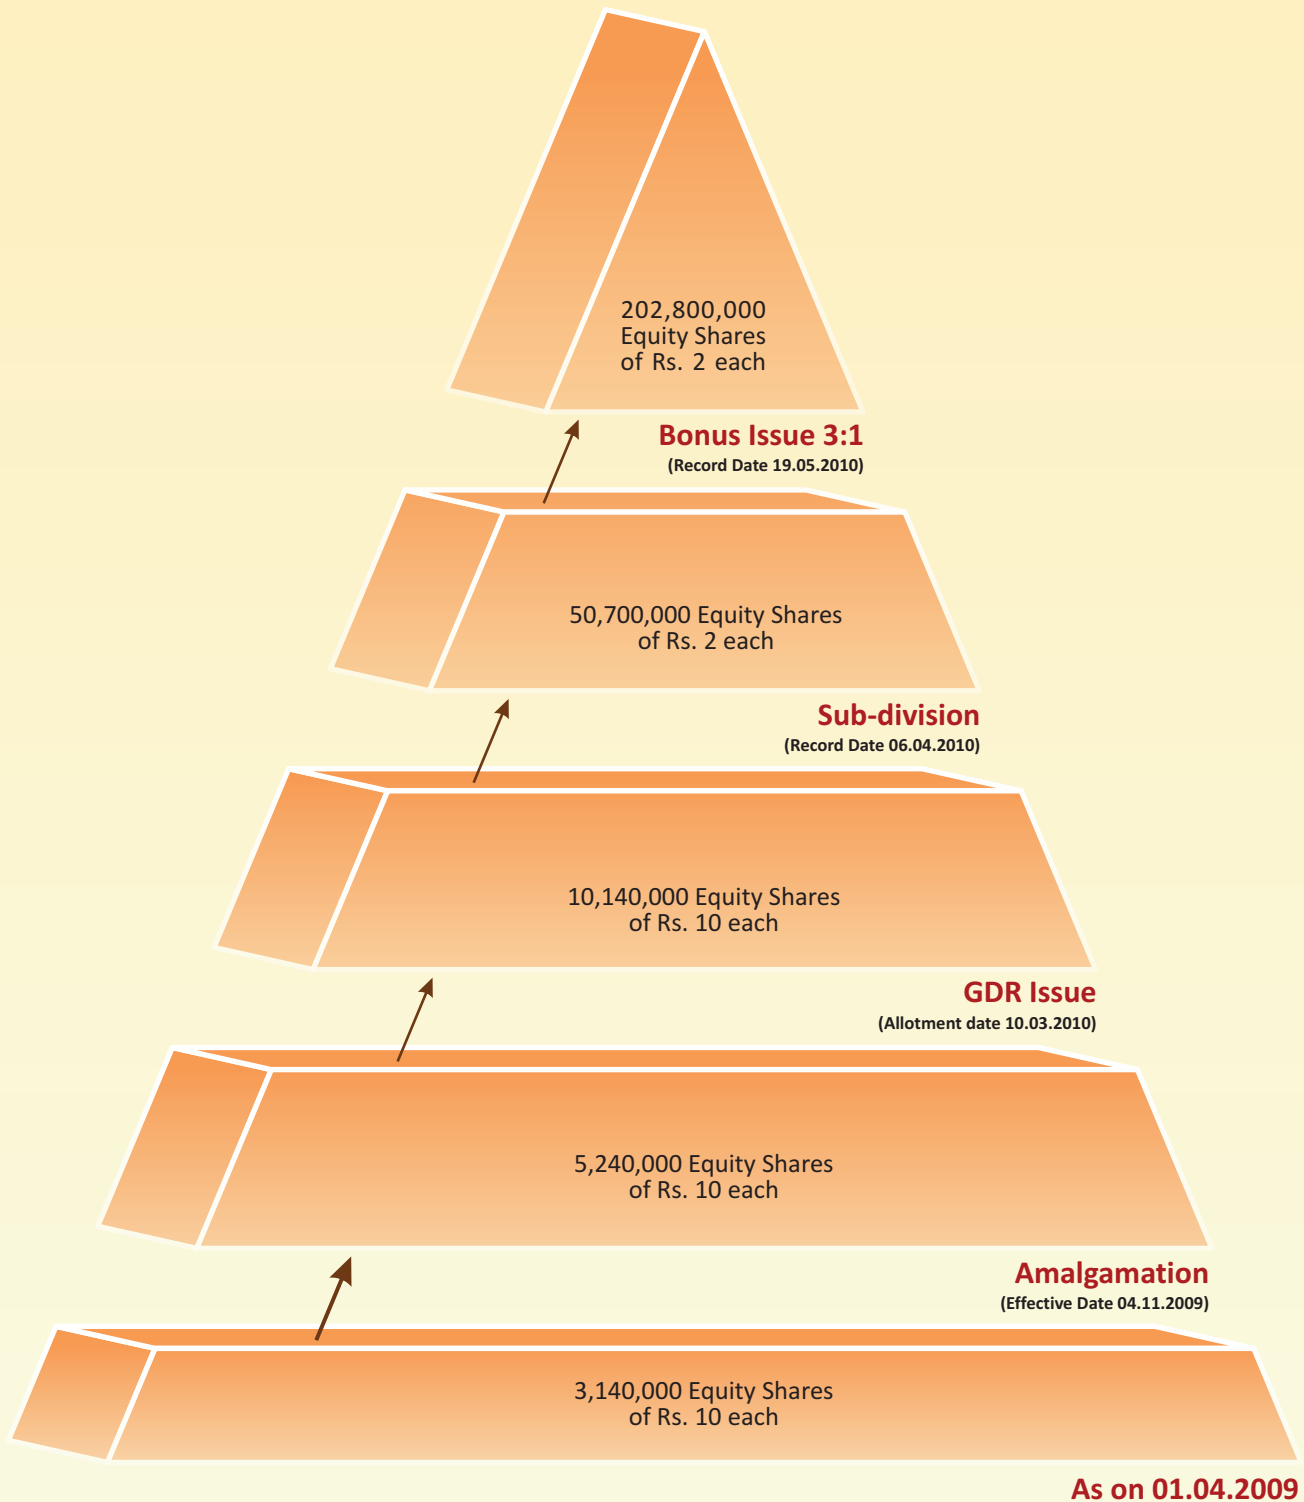 202,800,000
Equity Shares
of Rs. 2 each
Bonus Issue 3:1
(Record Date 19.05.2010)
50,700,000 Equity Shares
of Rs. 2 each
Sub-division
(Record Date 06.04.2010)
10,140,000 Equity Shares
of Rs. 10 each
GDR Issue
(Allotment date 10.03.2010)
5,240,000 Equity Shares
of Rs. 10 each
Amalgamation
(Effective Date 04.11.2009)
3,140,000 Equity Shares
of Rs. 10 each
As on 01.04.2009